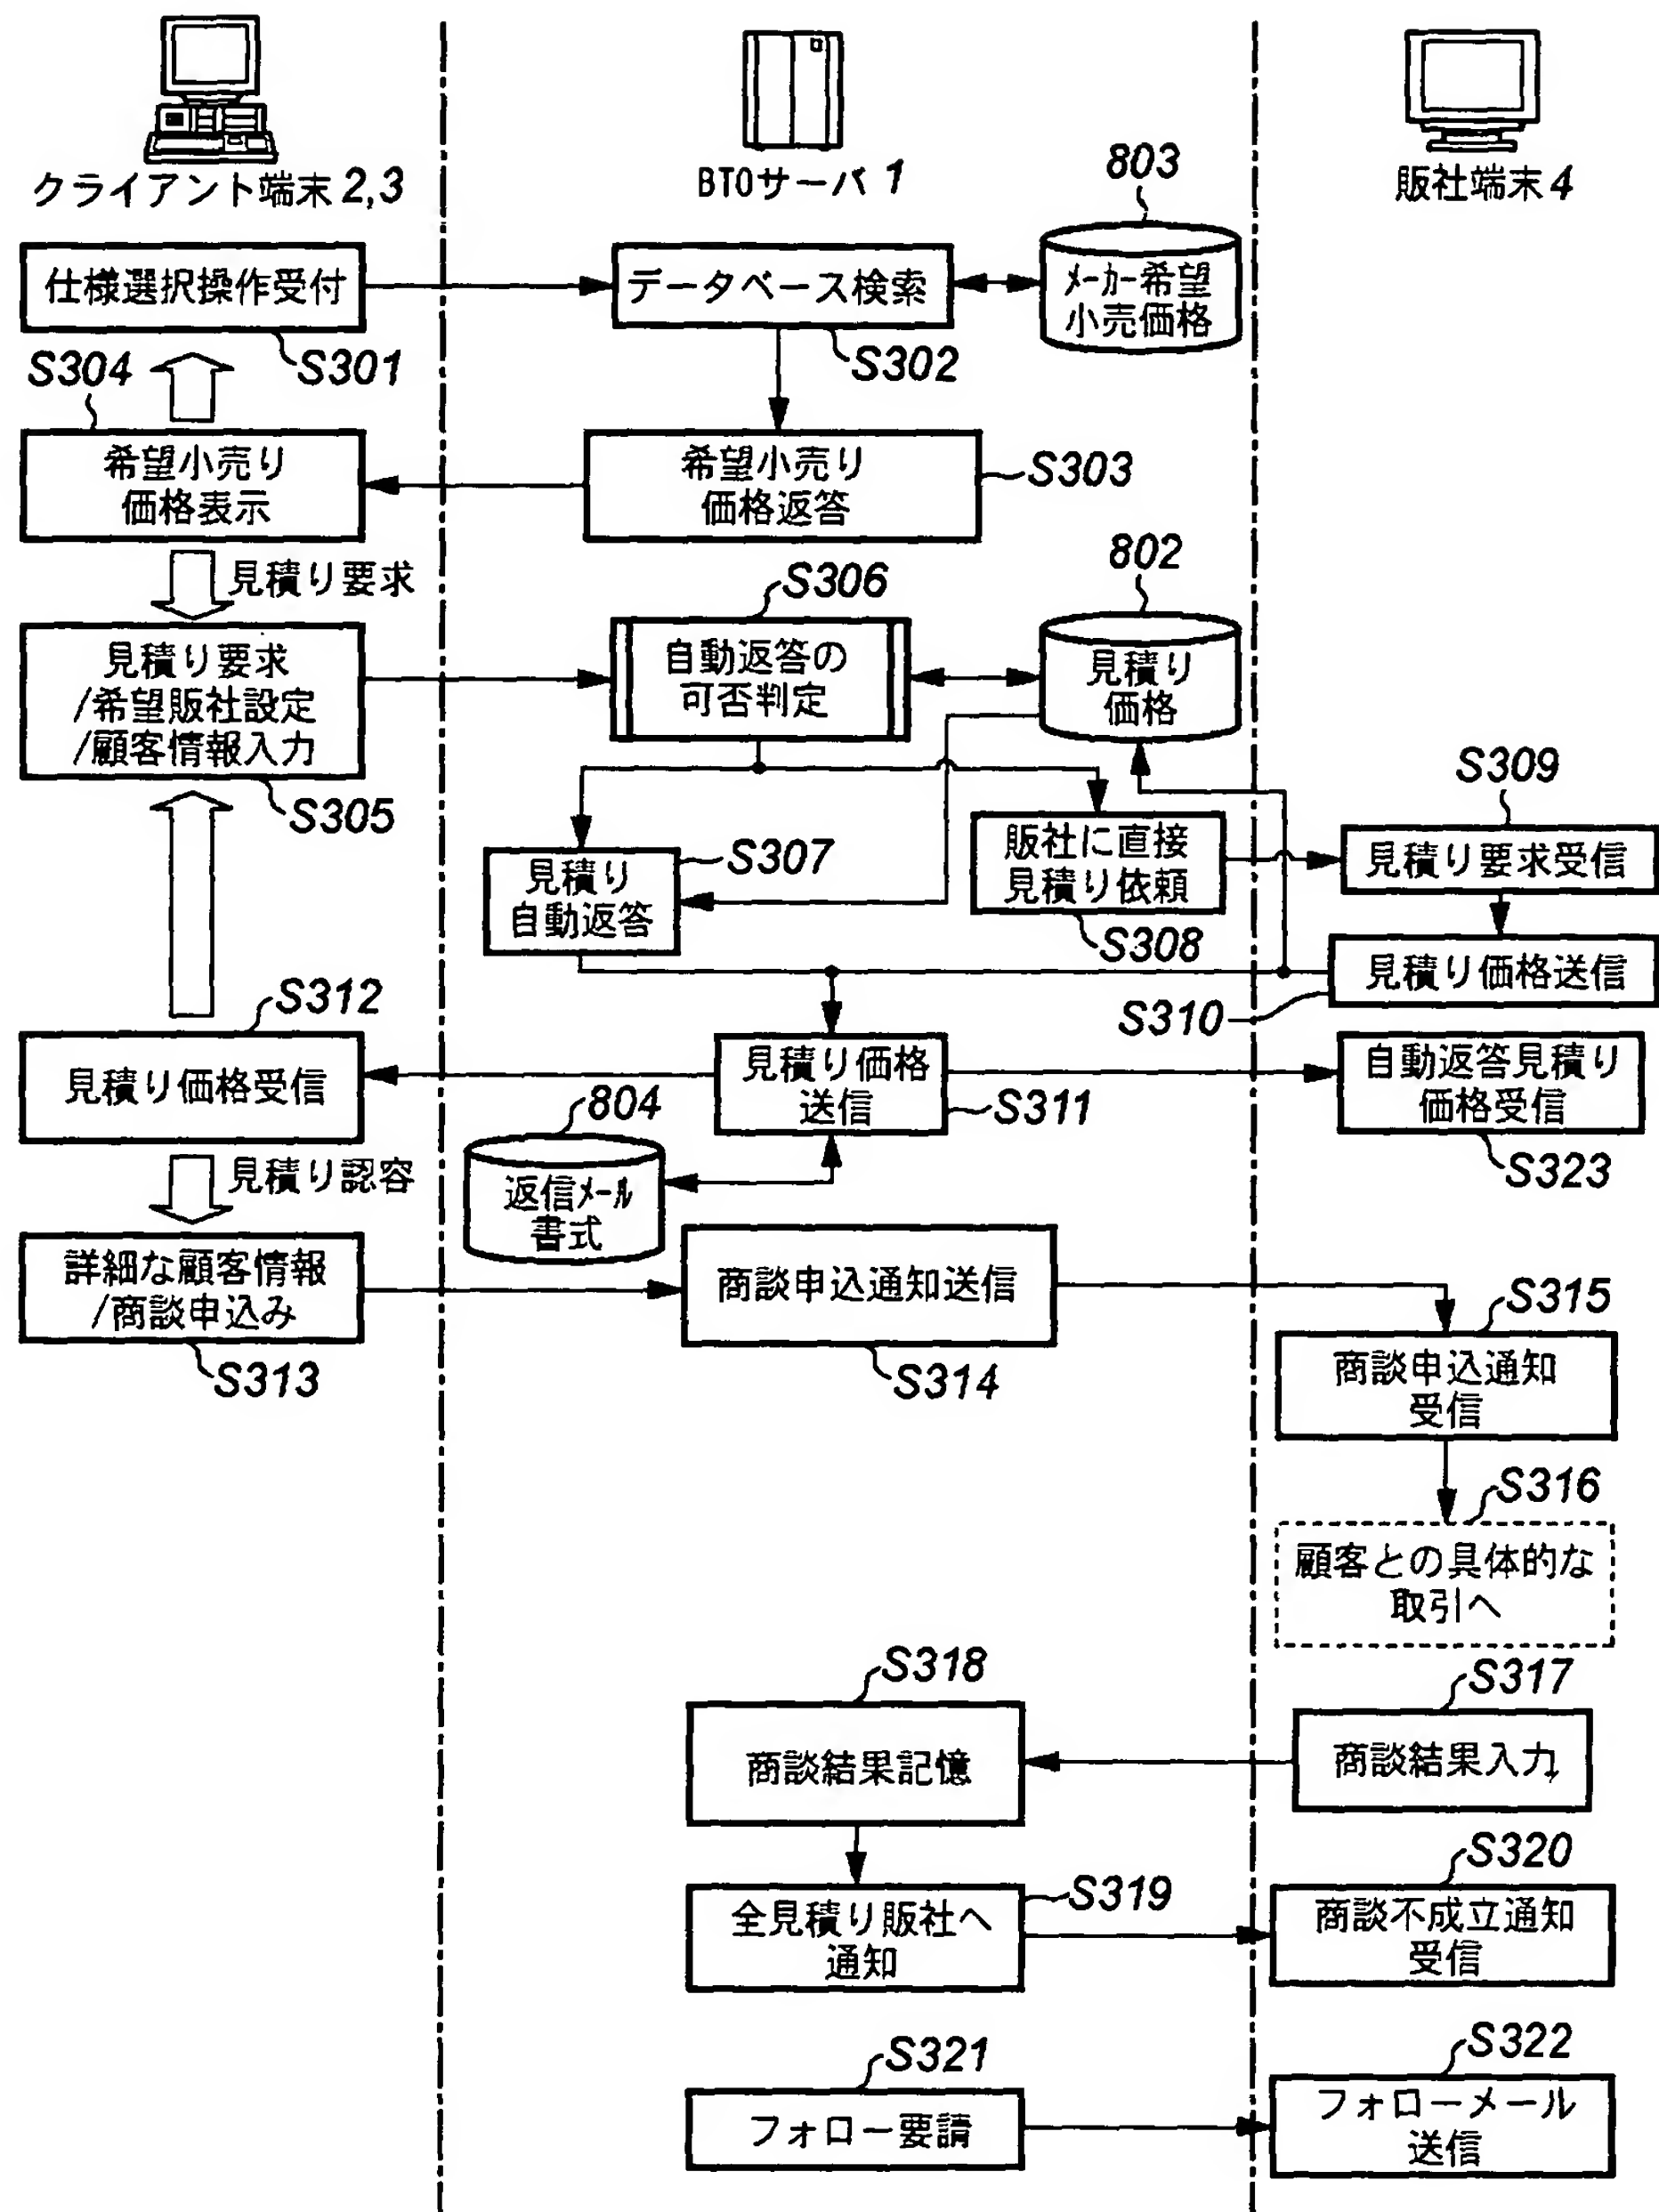 クライアント端末 2,3
BTOサーバ 1
販社端末 4
803
仕様選択操作受付
データベース検索
メーカー希望
小売価格
S304
S301
S302
希望小売り
価格表示
希望小売り
価格返答
S303
見積り要求
802
S306
見積り要求
/希望販社設定
/顧客情報入力
自動返答の
可否判定
見積り
価格
S305
S309
S307
見積り
自動返答
販社に直接
見積り依頼
見積り要求受信
S308
見積り価格送信
S312
S310
見積り価格受信
見積り価格
送信
S311
自動返答見積り
価格受信
804
S323
見積り認容
返信メール
書式
詳細な顧客情報
/商談申込み
商談申込通知送信
S315
S313
S314
商談申込通知
受信
S316
顧客との具体的な
取引へ
S318
S317
商談結果記憶
商談結果入力
S320
S319
全見積り販社へ
通知
商談不成立通知
受信
S321
S322
フォロー要請
フォローメール
送信